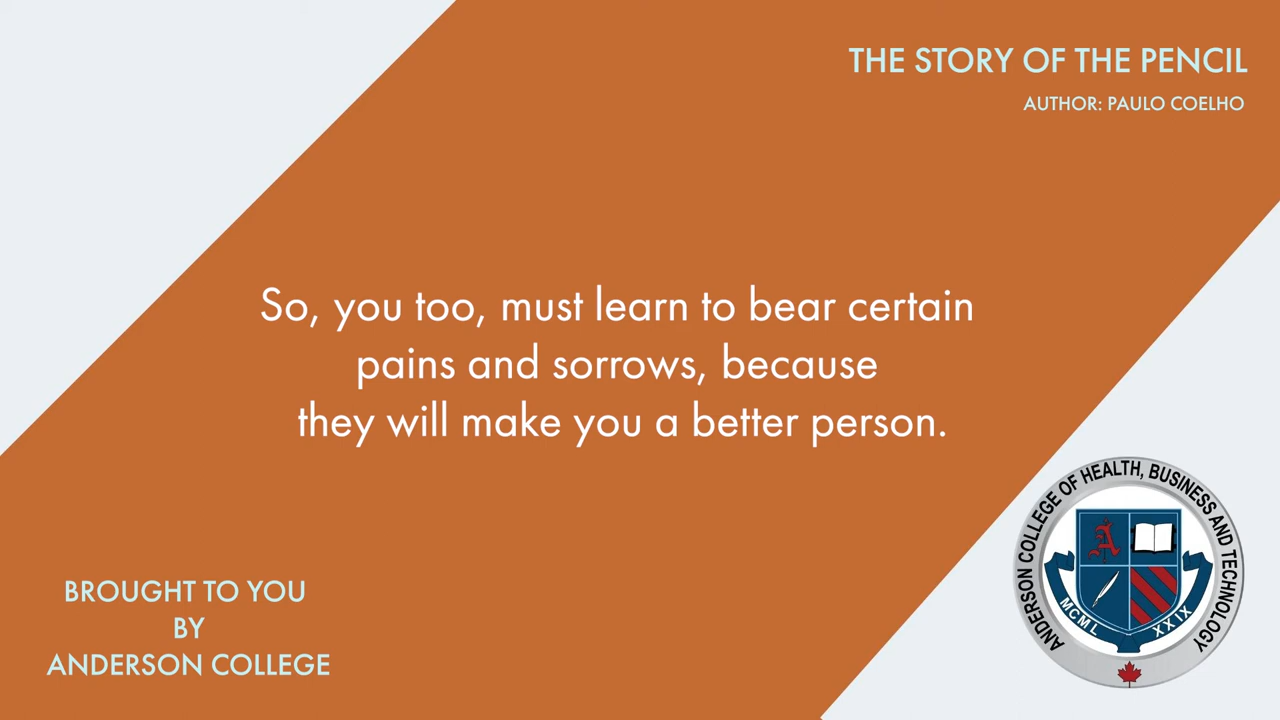 THE STORY OF THE PENCIL
AUTHOR: PAULO COELHO
So, you too, must learn to bear certain
pains and sorrows, because
they will make you a better person.
BROUGHT TO YOU
BY
ANDERSON COLLEGE
ANDERSON COLLEGE OF HEALTH, BUSINESS AND TECHNOLOGY
A
MCML XXIX